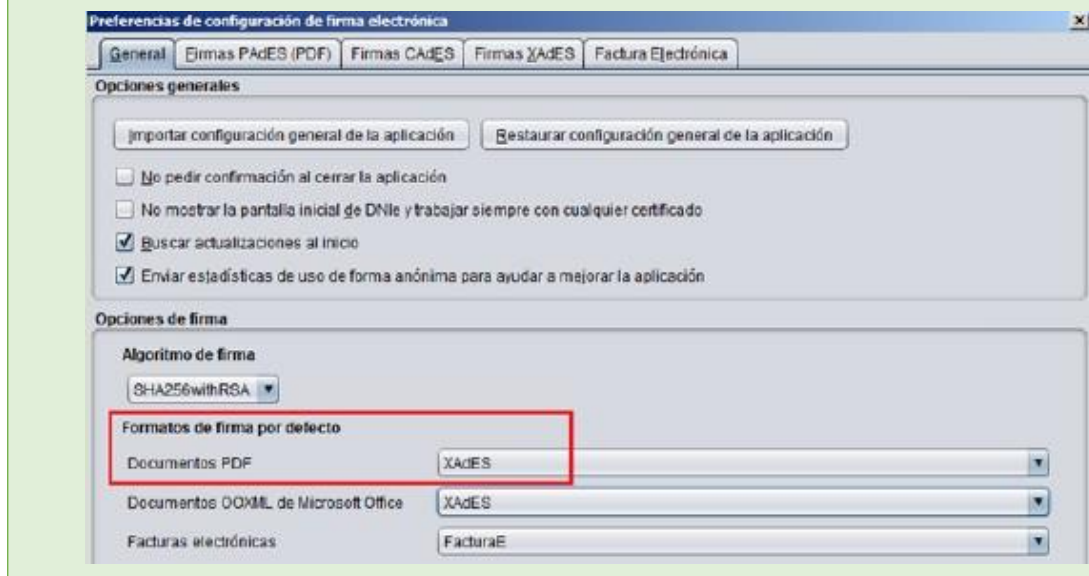 Preferencias de configuración de firma electrónica
General Firmas PAdES (PDF) Firmas CAdES Firmas XAdES Factura Electrónica
Opciones generales
Importar configuración general de la aplicación Restaurar configuración general de la aplicación
No pedir confirmación al cerrar la aplicación
No mostrar la pantalla inicial de DNIe y trabajar siempre con cualquier certificado
Buscar actualizaciones al inicio
Enviar estadísticas de uso de forma anónima para ayudar a mejorar la aplicación
Opciones de firma
Algoritmo de firma
SHA256withRSA
Formatos de firma por defecto
Documentos PDF XAdES
Documentos OOXML de Microsoft Office XAdES
Facturas electrónicas FacturaE